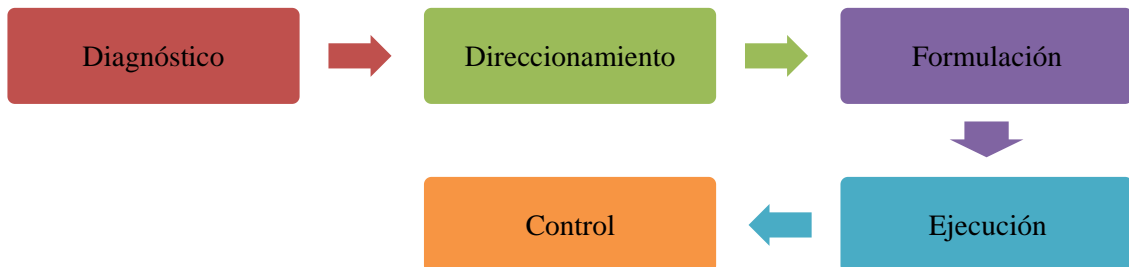 Diagnóstico
Direccionamiento
Formulación
Ejecución
Control